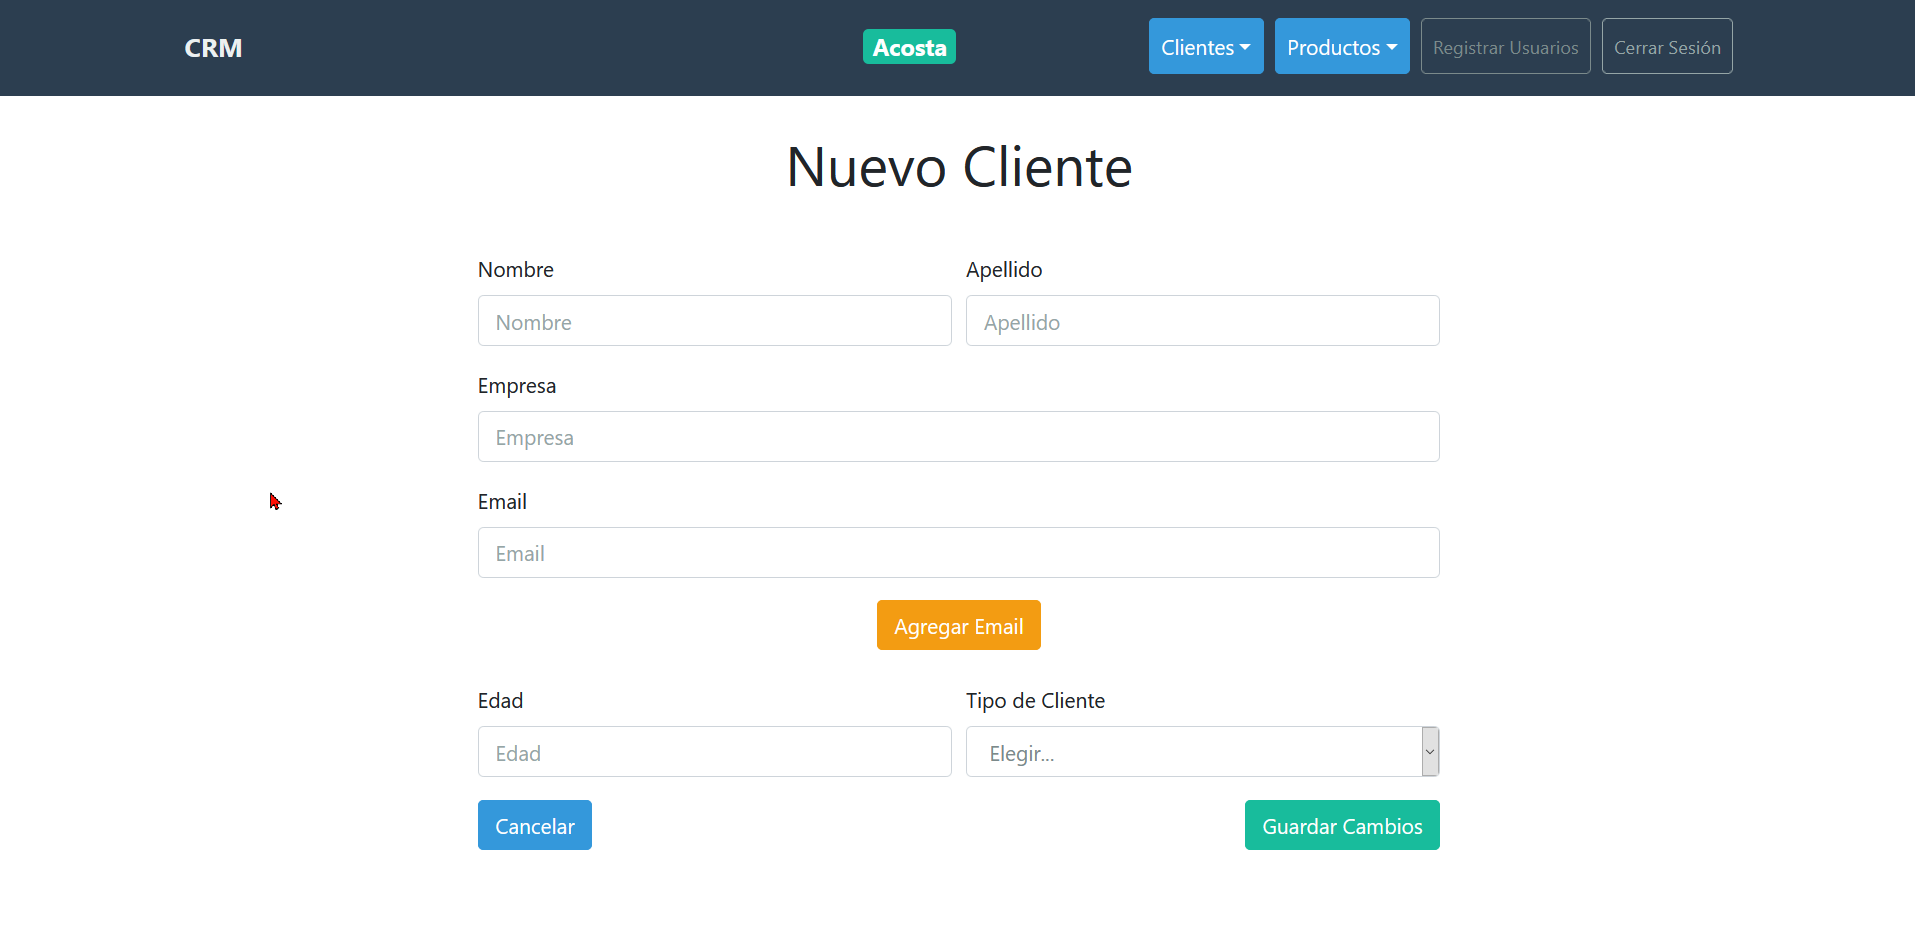 CRM Acosta Clientes Productos Registrar Usuarios Cerrar Sesión
Nuevo Cliente
Nombre Apellido
Nombre Apellido
Empresa
Empresa
Email
Email
Agregar Email
Edad Tipo de Cliente
Edad Elegir...
Cancelar Guardar Cambios